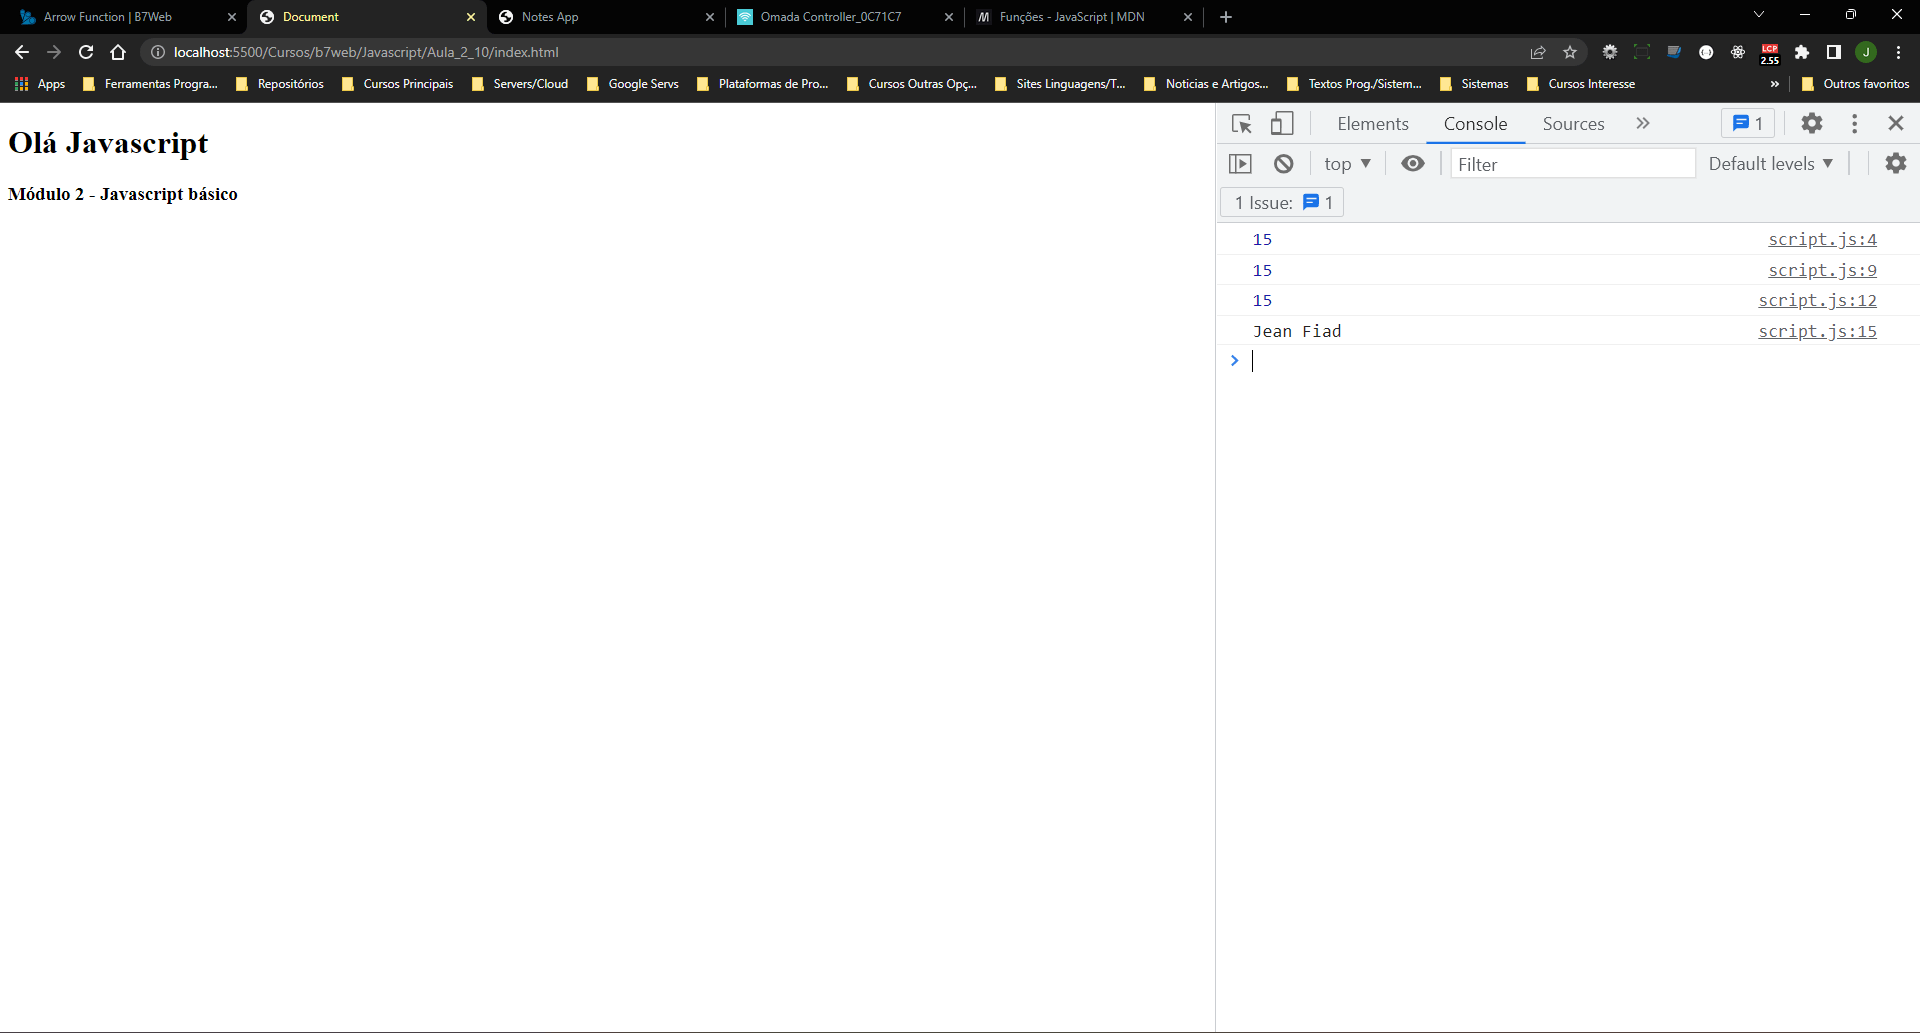 Arrow Function | B7Web
Document
Notes App
Omada Controller_0C71C7
Funções - JavaScript | MDN
localhost:5500/Cursos/b7web/Javascript/Aula_2_10/index.html
LCP
2.55
J
Apps
Ferramentas Progra...
Repositórios
Cursos Principais
Servers/Cloud
Google Servs
Plataformas de Pro...
Cursos Outras Opç...
Sites Linguagens/T...
Noticias e Artigos...
Textos Prog./Sistem...
Sistemas
Cursos Interesse
»
Outros favoritos
Olá Javascript
Módulo 2 - Javascript básico
Elements
Console
Sources
1
top
Filter
Default levels
1 Issue: 1
15 script.js:4
15 script.js:9
15 script.js:12
Jean Fiad script.js:15